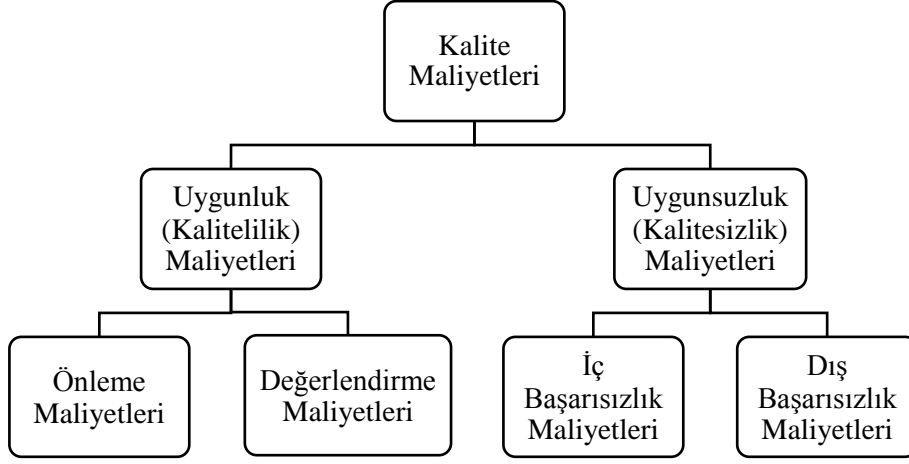 Kalite
Maliyetleri
Uygunluk
(Kalitelilik)
Maliyetleri
Uygunsuzluk
(Kalitesizlik)
Maliyetleri
Önleme
Maliyetleri
Değerlendirme
Maliyetleri
İç
Başarısızlık
Maliyetleri
Dış
Başarısızlık
Maliyetleri